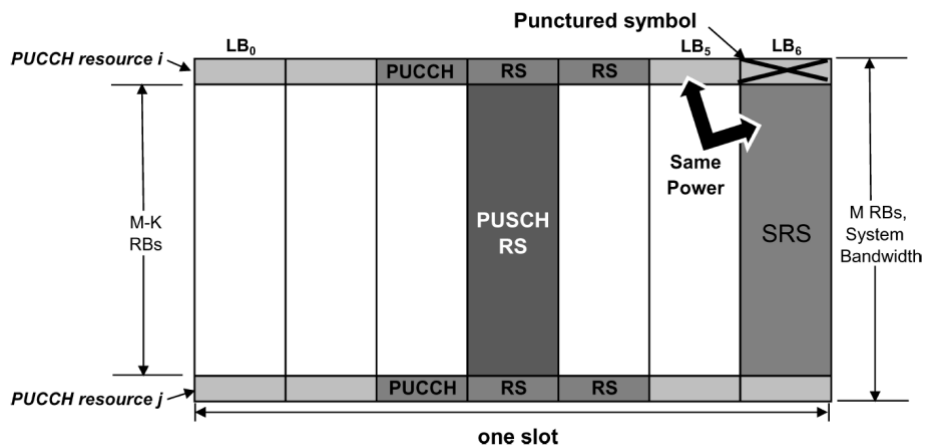 Punctured symbol
LB0
LB5
LB6
PUCCH resource i
PUCCH
RS
RS
Same
Power
M-K
RBs
PUSCH
RS
SRS
M RBs,
System
Bandwidth
PUCCH resource j
PUCCH
RS
RS
one slot